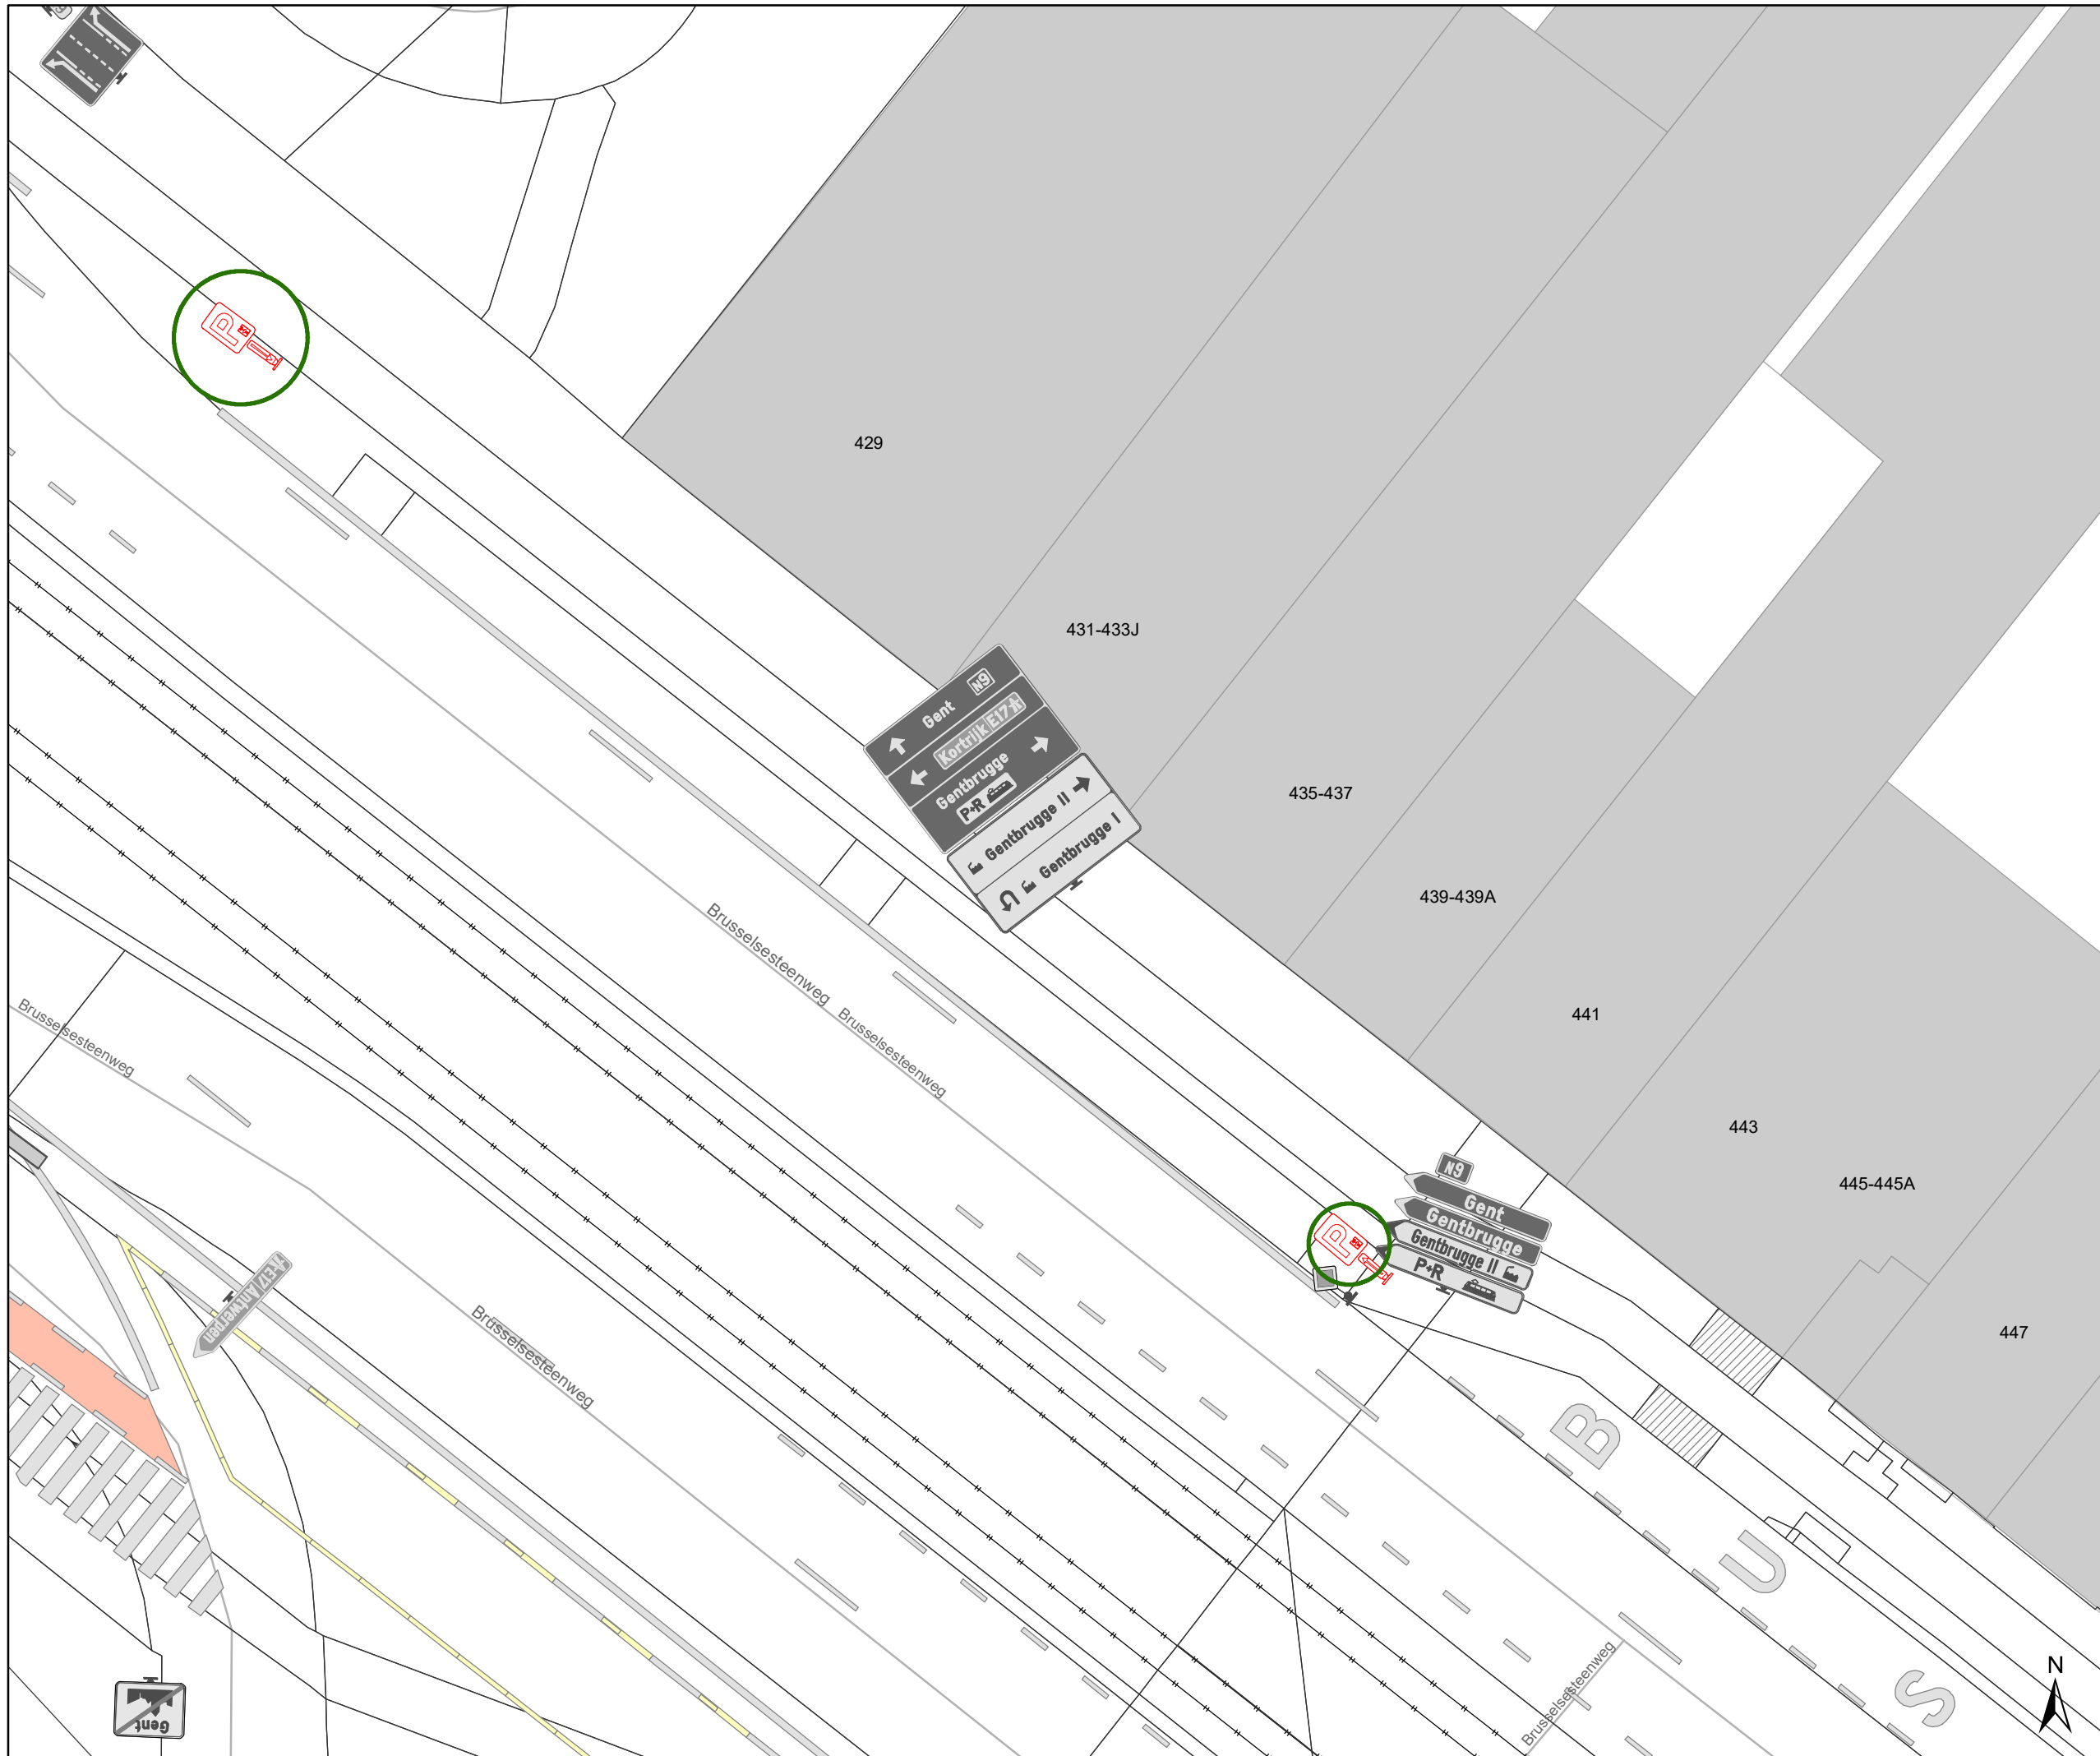 P
429
431-433J
N9
Gent
Kortrijk E17
Gentbrugge
P+R
Gentbrugge II
Gentbrugge I
435-437
439-439A
Brusselsesteenweg
Brusselsesteenweg
Brusselsesteenweg
441
443
445-445A
N9
Gent
Gentbrugge
Gentbrugge II
P+R
P
447
E17 Antwerpen
Brusselsesteenweg
BUS
Brusselsesteenweg
Gent
N